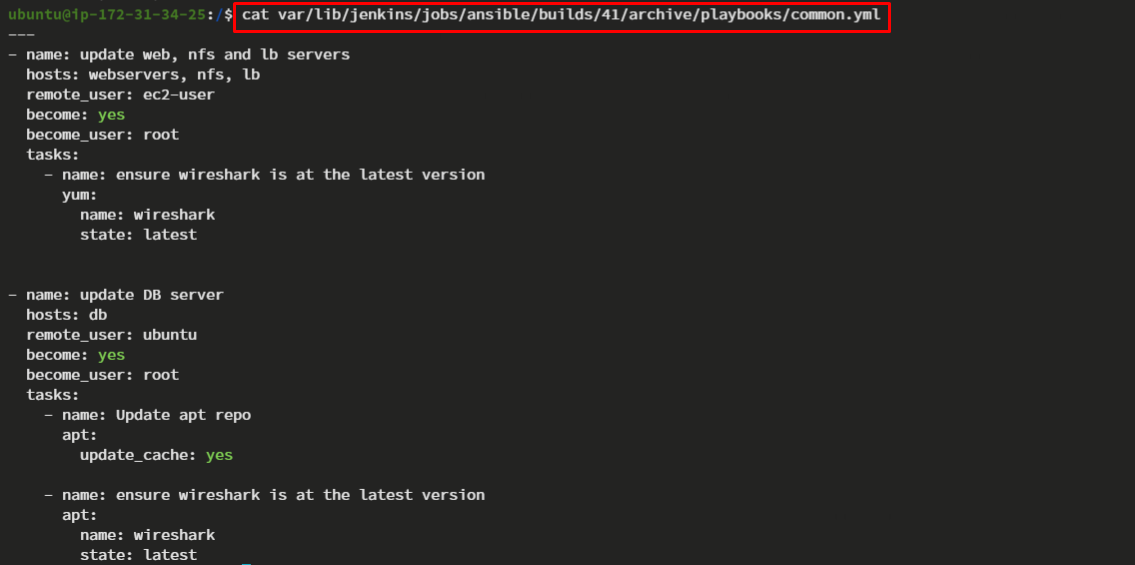 ubuntu@ip-172-31-34-25:/$ cat var/lib/jenkins/jobs/ansible/builds/41/archive/playbooks/common.yml
---
- name: update web, nfs and lb servers
  hosts: webservers, nfs, lb
  remote_user: ec2-user
  become: yes
  become_user: root
  tasks:
    - name: ensure wireshark is at the latest version
      yum:
        name: wireshark
        state: latest
- name: update DB server
  hosts: db
  remote_user: ubuntu
  become: yes
  become_user: root
  tasks:
    - name: Update apt repo
      apt:
        update_cache: yes
    - name: ensure wireshark is at the latest version
      apt:
        name: wireshark
        state: latest